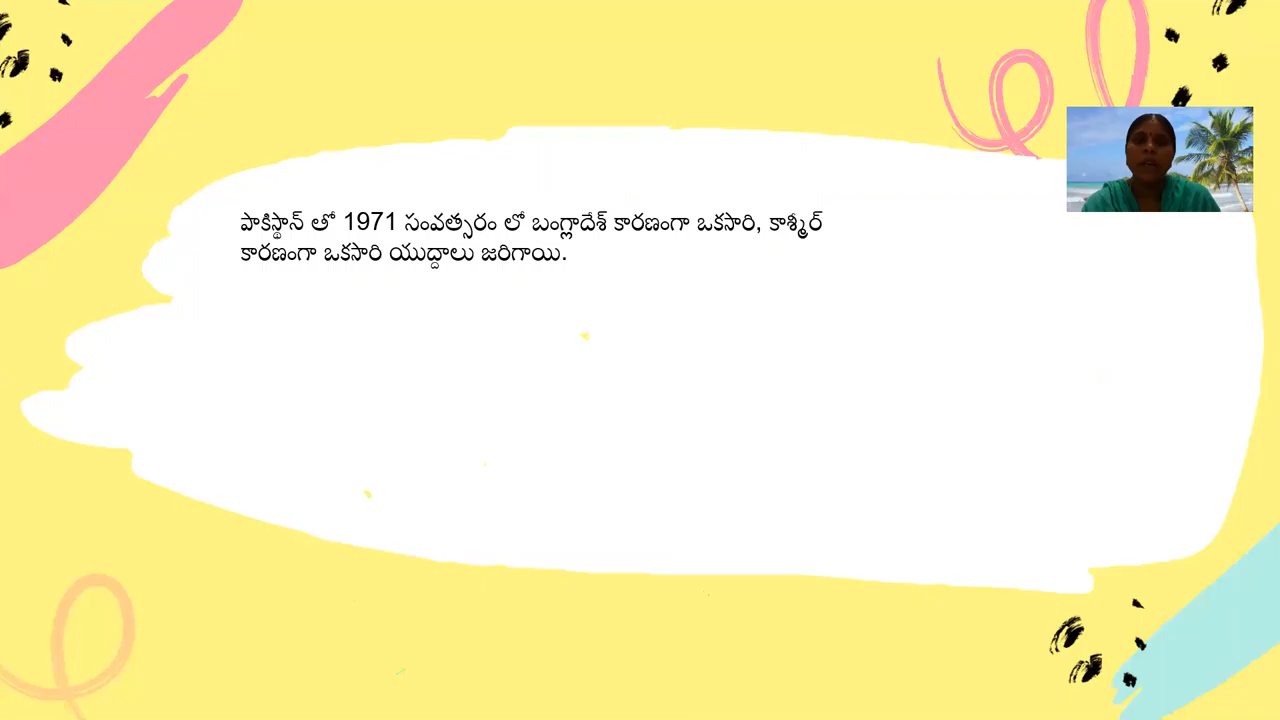 పాకిస్థాన్ తో 1971 సంవత్సరం లో బంగ్లాదేశ్ కారణంగా ఒకసారి, కాశ్మీర్
కారణంగా ఒకసారి యుద్ధాలు జరిగాయి.